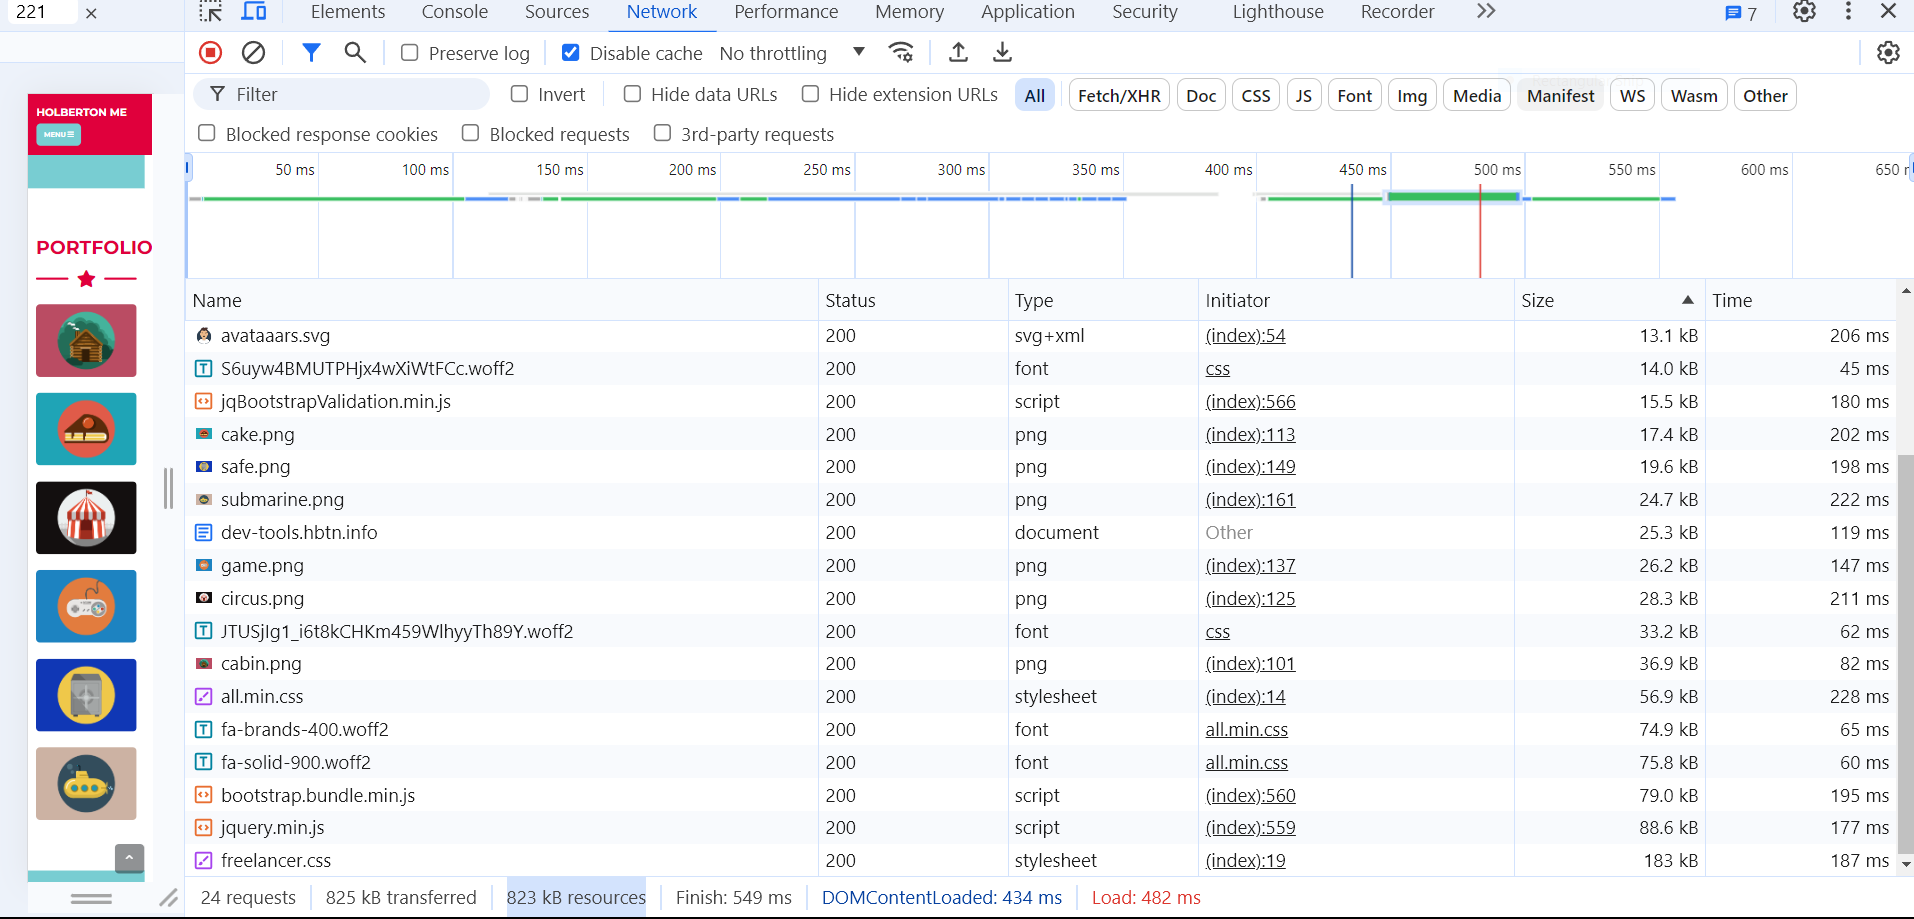 221 ×
Elements Console Sources Network Performance Memory Application Security Lighthouse Recorder 7
Preserve log Disable cache No throttling
Filter Invert Hide data URLs Hide extension URLs All Fetch/XHR Doc CSS JS Font Img Media Manifest WS Wasm Other
Blocked response cookies Blocked requests 3rd-party requests
50 ms 100 ms 150 ms 200 ms 250 ms 300 ms 350 ms 400 ms 450 ms 500 ms 550 ms 600 ms 650
HOLBERTON ME
MENU
PORTFOLIO
Name Status Type Initiator Size Time
avataaars.svg 200 svg+xml (index):54 13.1 kB 206 ms
S6uyw4BMUTPHjx4wXiWtFCc.woff2 200 font css 14.0 kB 45 ms
jqBootstrapValidation.min.js 200 script (index):566 15.5 kB 180 ms
cake.png 200 png (index):113 17.4 kB 202 ms
safe.png 200 png (index):149 19.6 kB 198 ms
submarine.png 200 png (index):161 24.7 kB 222 ms
dev-tools.hbtn.info 200 document Other 25.3 kB 119 ms
game.png 200 png (index):137 26.2 kB 147 ms
circus.png 200 png (index):125 28.3 kB 211 ms
JTUSjIg1_i6t8kCHKm459WlhyyTh89Y.woff2 200 font css 33.2 kB 62 ms
cabin.png 200 png (index):101 36.9 kB 82 ms
all.min.css 200 stylesheet (index):14 56.9 kB 228 ms
fa-brands-400.woff2 200 font all.min.css 74.9 kB 65 ms
fa-solid-900.woff2 200 font all.min.css 75.8 kB 60 ms
bootstrap.bundle.min.js 200 script (index):560 79.0 kB 195 ms
jquery.min.js 200 script (index):559 88.6 kB 177 ms
freelancer.css 200 stylesheet (index):19 183 kB 187 ms
24 requests 825 kB transferred 823 kB resources Finish: 549 ms DOMContentLoaded: 434 ms Load: 482 ms